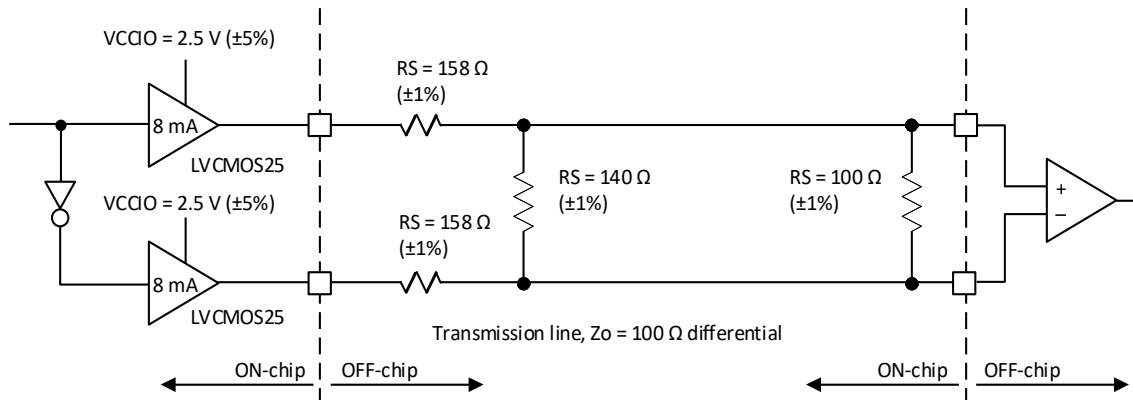 VCCIO = 2.5 V (±5%)
8 mA
LVCMOS25
RS = 158 Ω
(±1%)
RS = 140 Ω
(±1%)
RS = 100 Ω
(±1%)
+
−
VCCIO = 2.5 V (±5%)
8 mA
LVCMOS25
RS = 158 Ω
(±1%)
Transmission line, Zo = 100 Ω differential
ON-chip
OFF-chip
ON-chip
OFF-chip